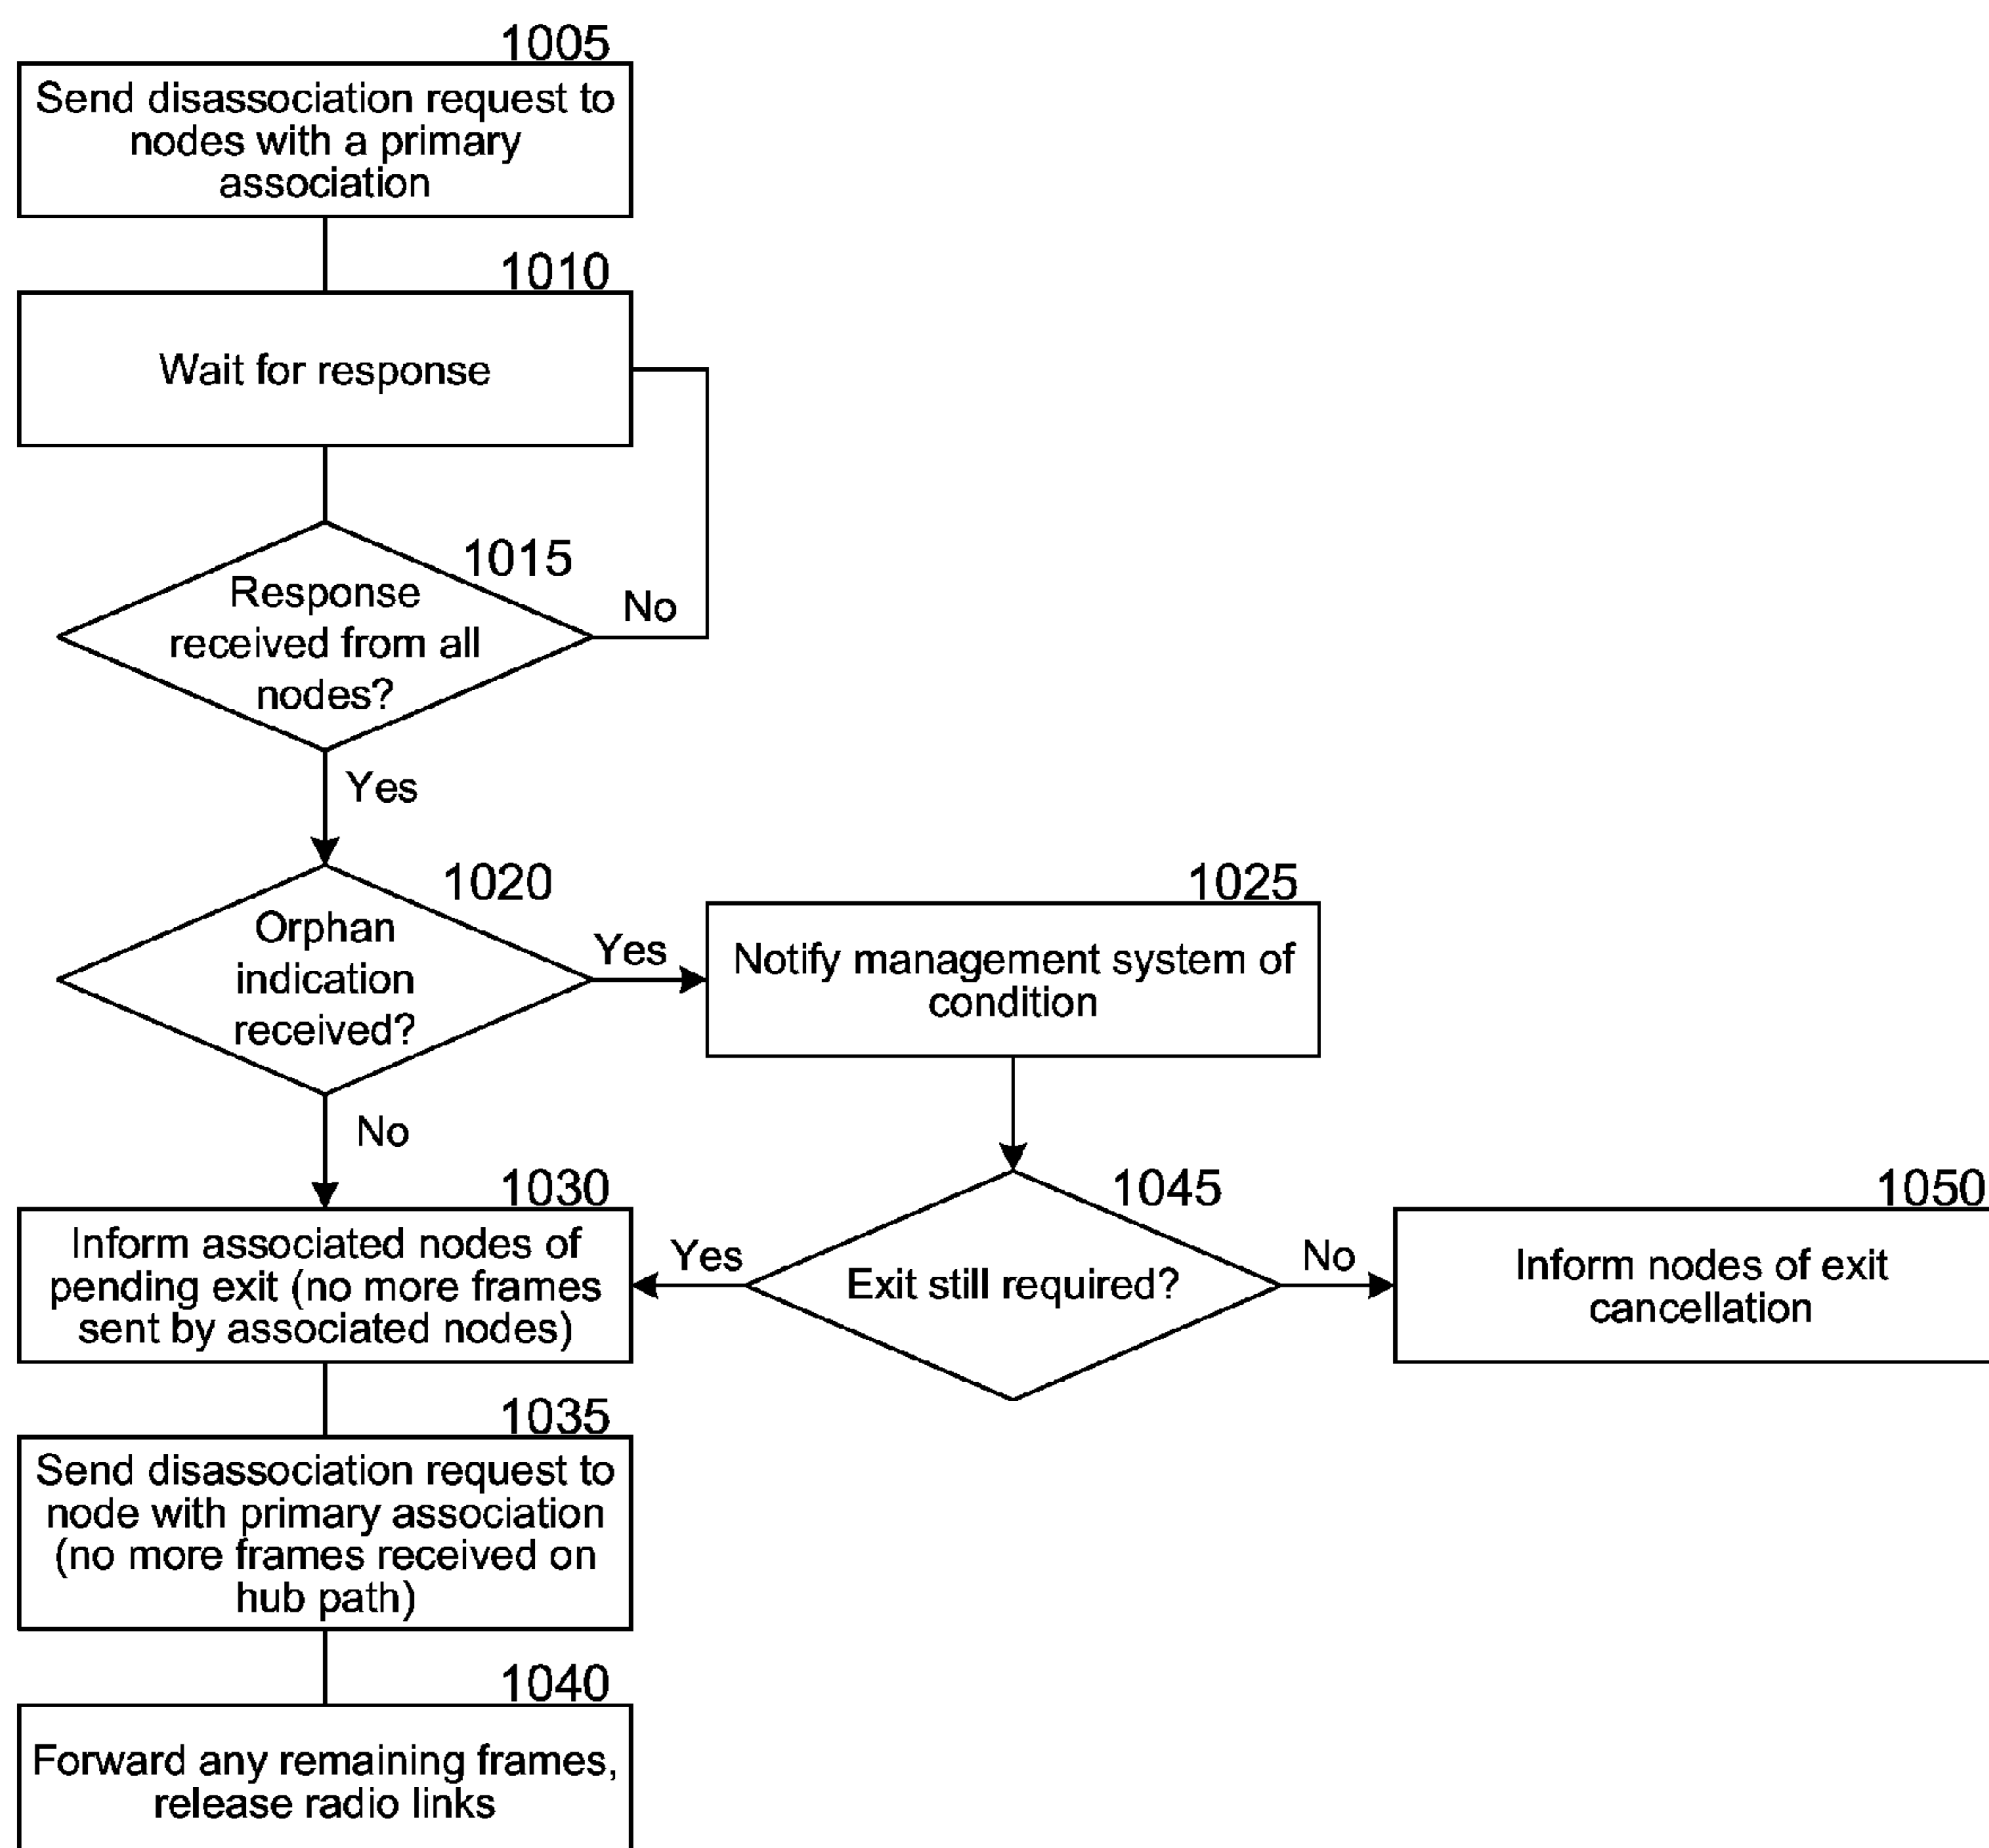 1005
Send disassociation request to
nodes with a primary
association
1010
Wait for response
1015
Response
received from all
nodes?
No
Yes
1020
Orphan
indication
received?
Yes
1025
Notify management system of
condition
No
1030
Inform associated nodes of
pending exit (no more frames
sent by associated nodes)
Yes
1045
Exit still required?
No
1050
Inform nodes of exit
cancellation
1035
Send disassociation request to
node with primary association
(no more frames received on
hub path)
1040
Forward any remaining frames,
release radio links